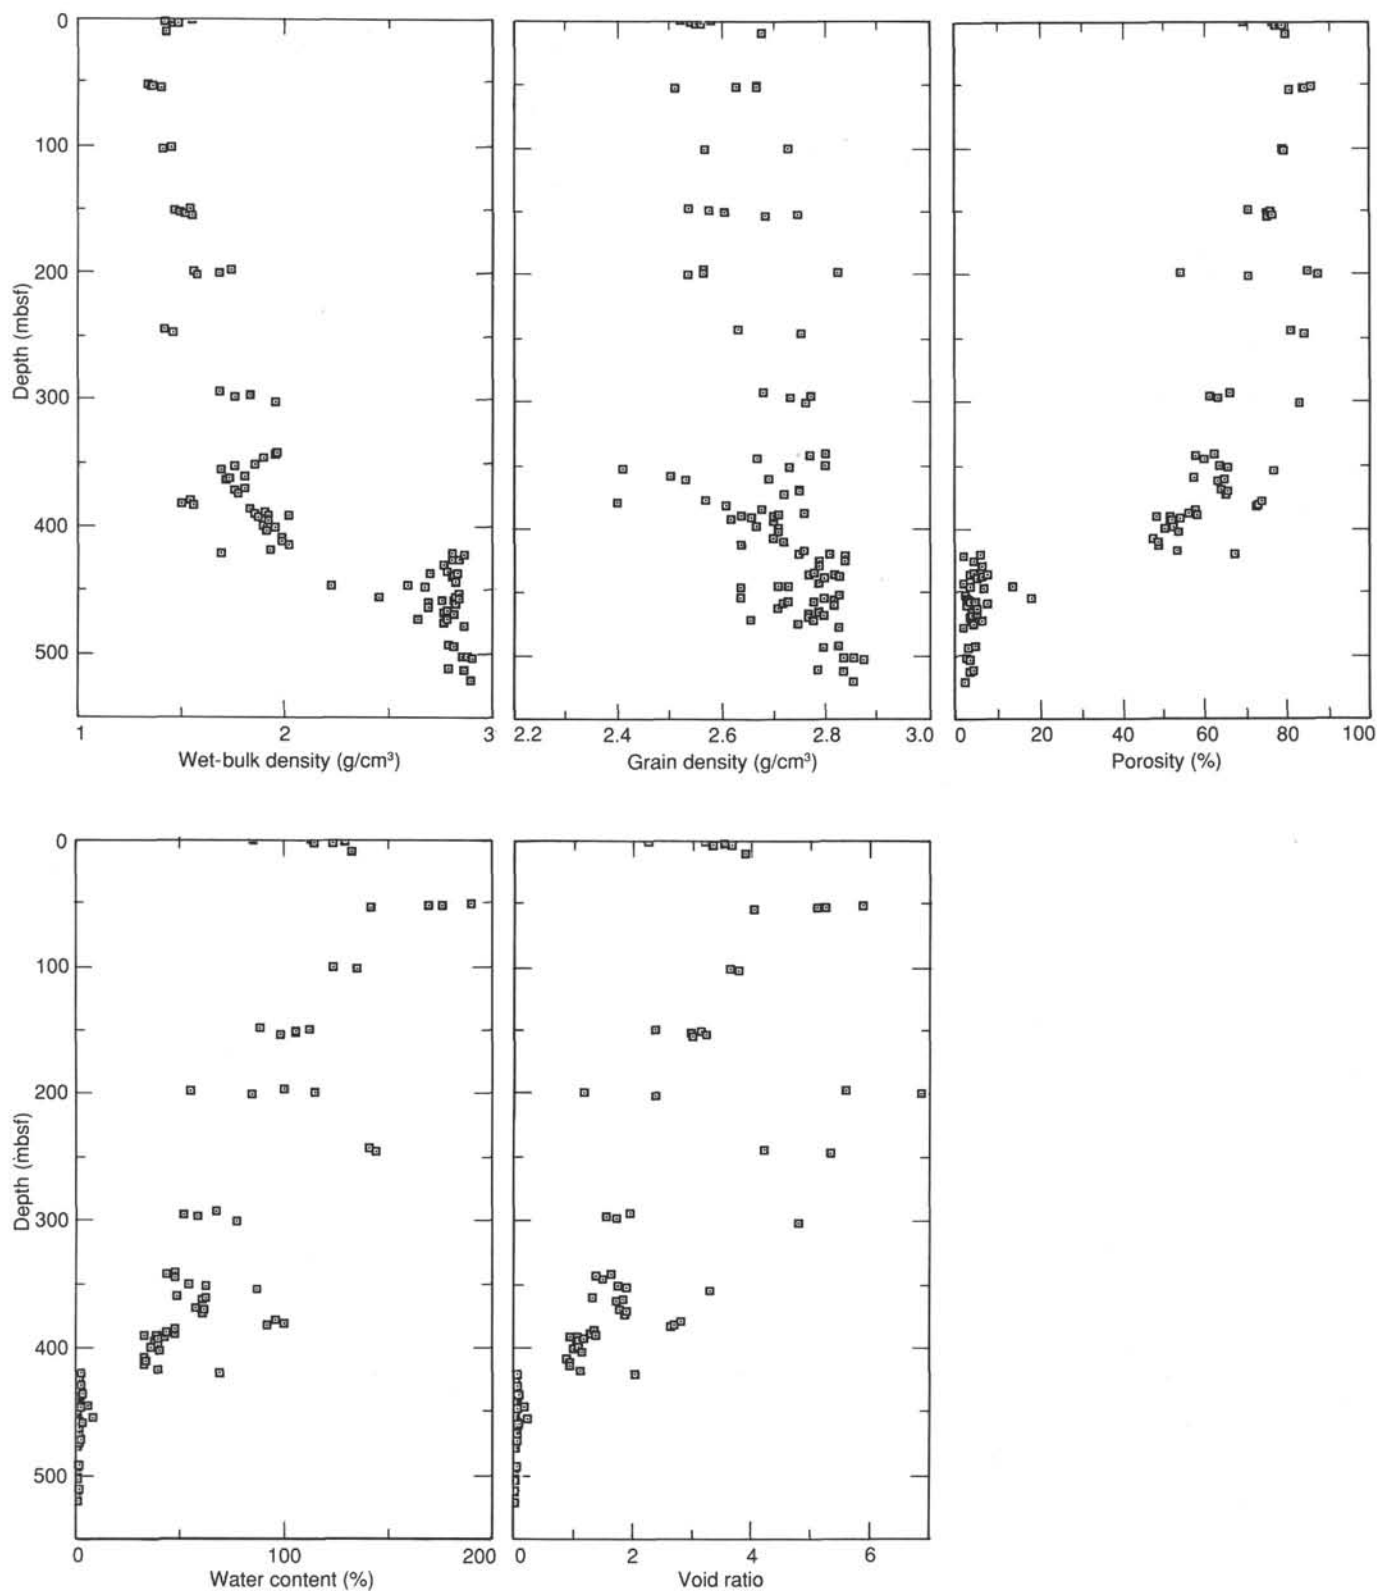 0
100
200
300
400
500
Depth (mbsf)
1 2 3
Wet-bulk density (g/cm³)
2.2 2.4 2.6 2.8 3.0
Grain density (g/cm³)
0 20 40 60 80 100
Porosity (%)
0
100
200
300
400
500
Depth (mbsf)
0 100 200
Water content (%)
0 2 4 6
Void ratio